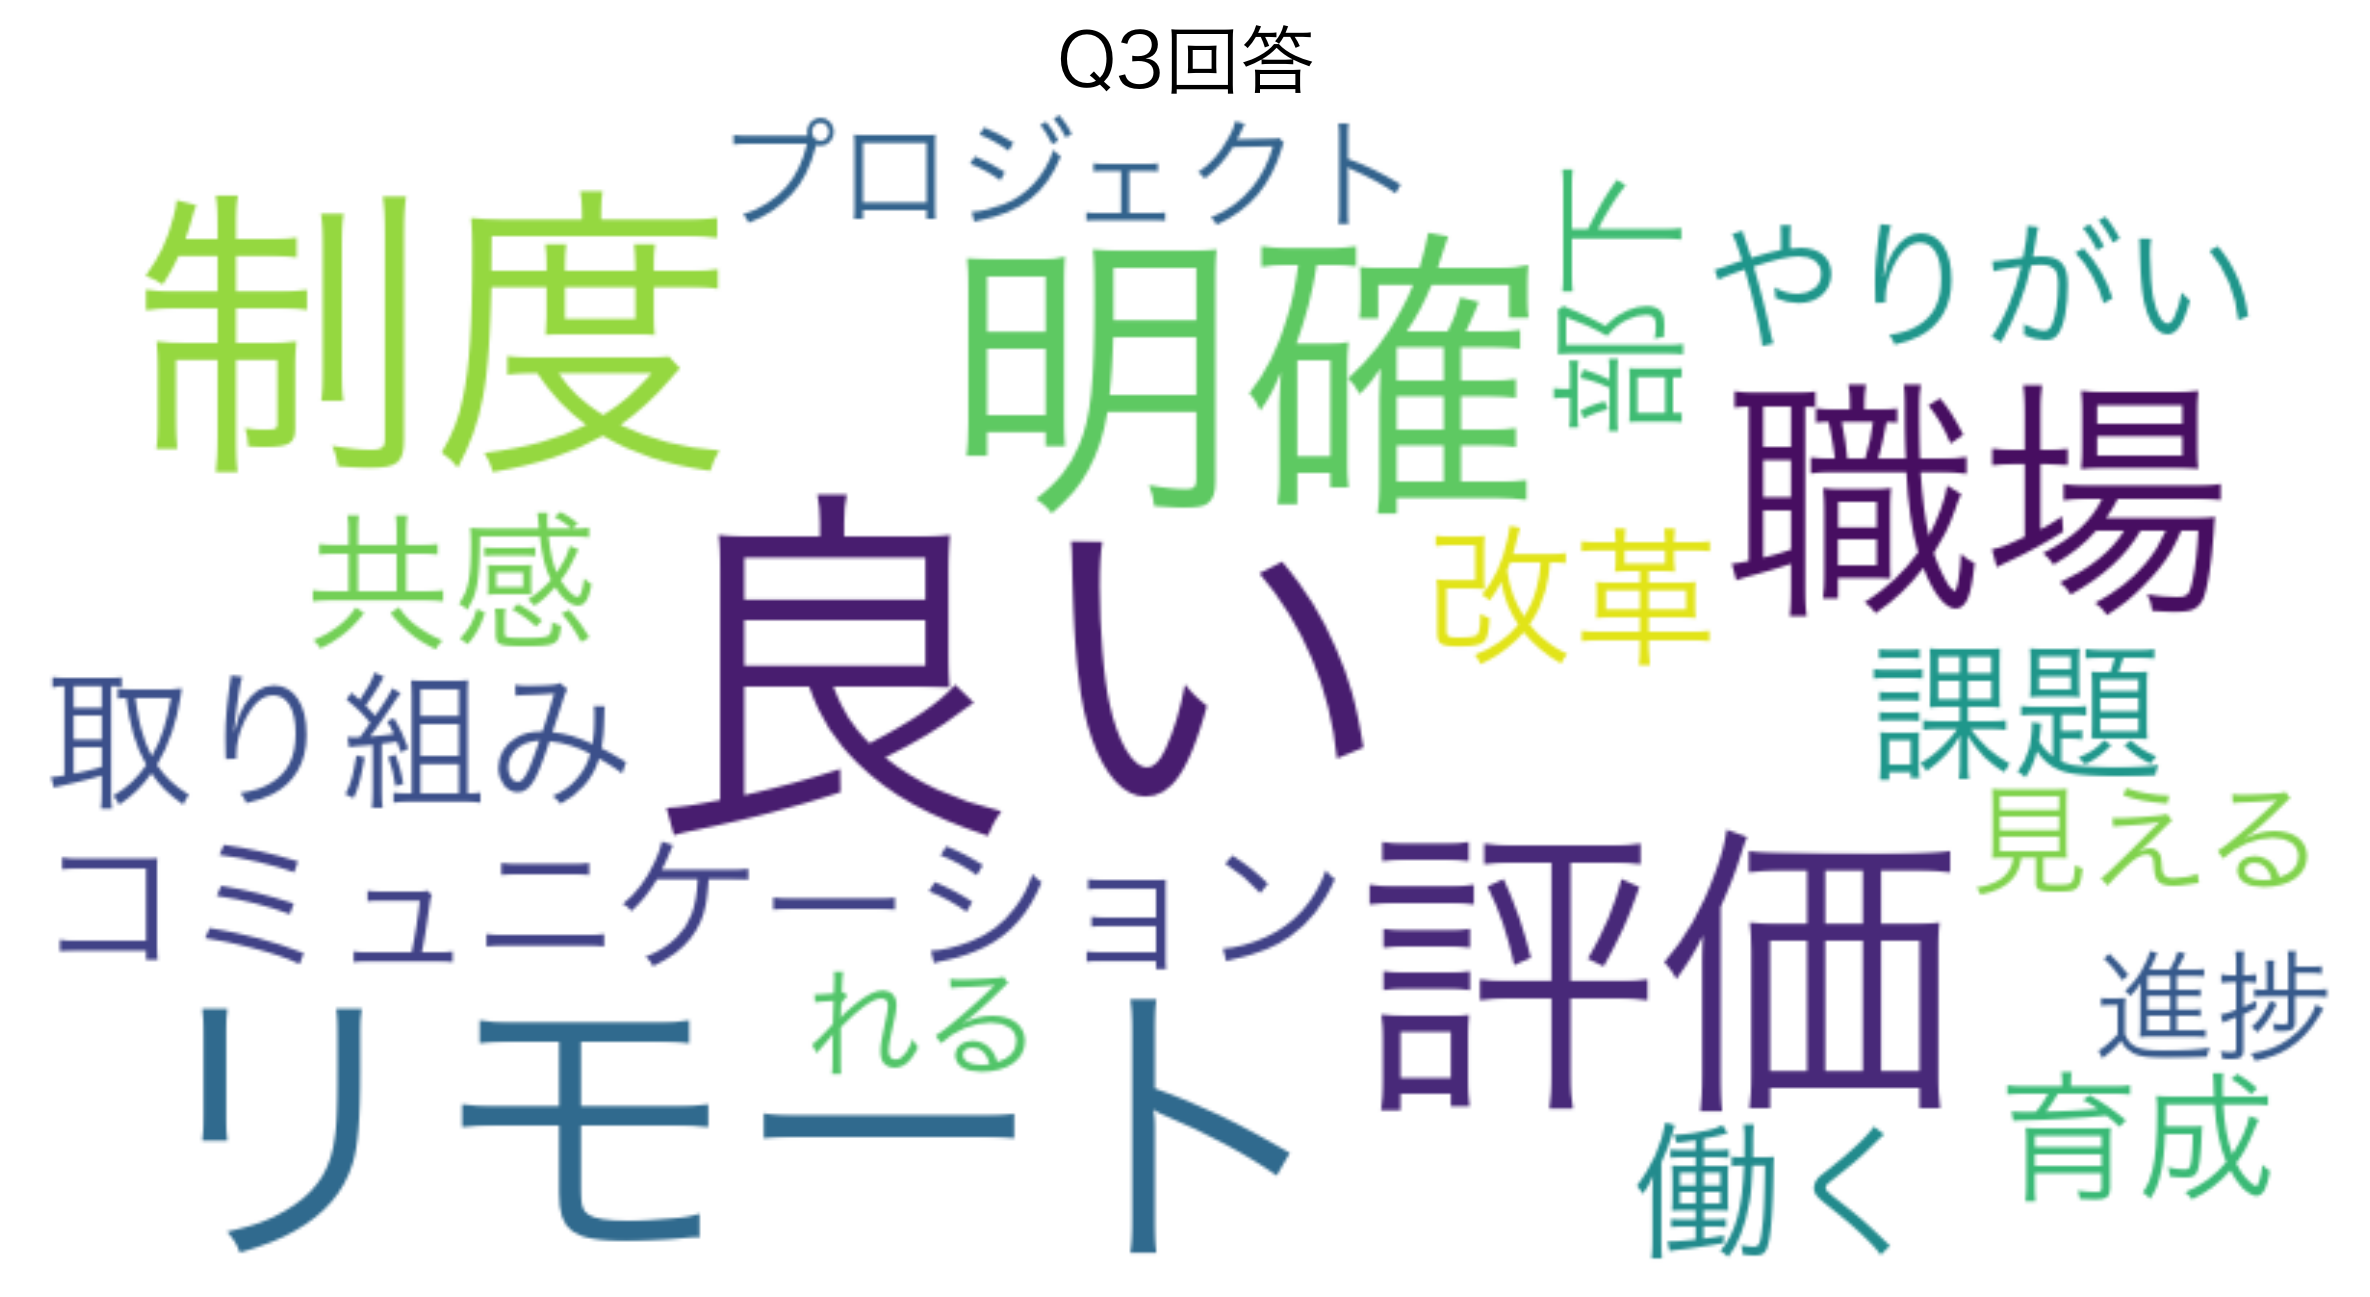 Q3回答
プロジェクト
制度
明確
部下
やりがい
職場
共感
良い
改革
取り組み
課題
見える
コミュニケーション
評価
れる
リモート
進捗
育成
働く